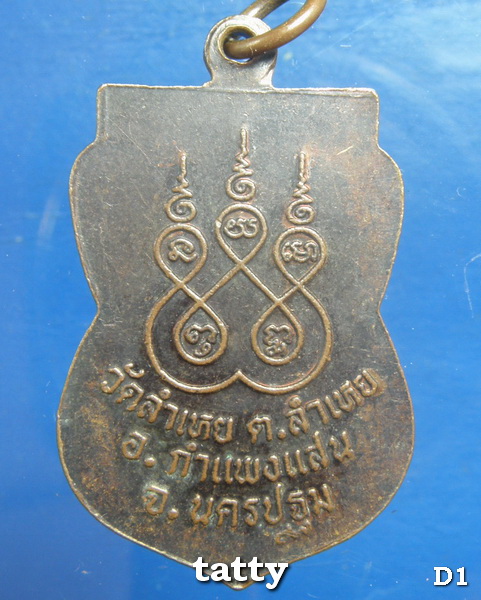 วัดลำเหย ต.ลำเหย
อ.กำแพงแสน
จ.นครปฐม
tatty
D1